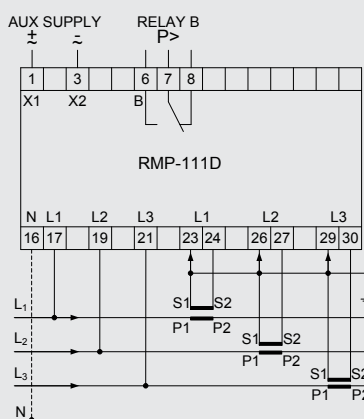 AUX SUPPLY RELAY B
± - P>
~ ~
1 3 6 7 8
X1 X2 B
RMP-111D
N L1 L2 L3 L1 L2 L3
16 17 19 21 23 24 26 27 29 30
L1 S1 S2
P1 P2
L2 S1 S2
P1 P2
L3 S1 S2
P1 P2
N